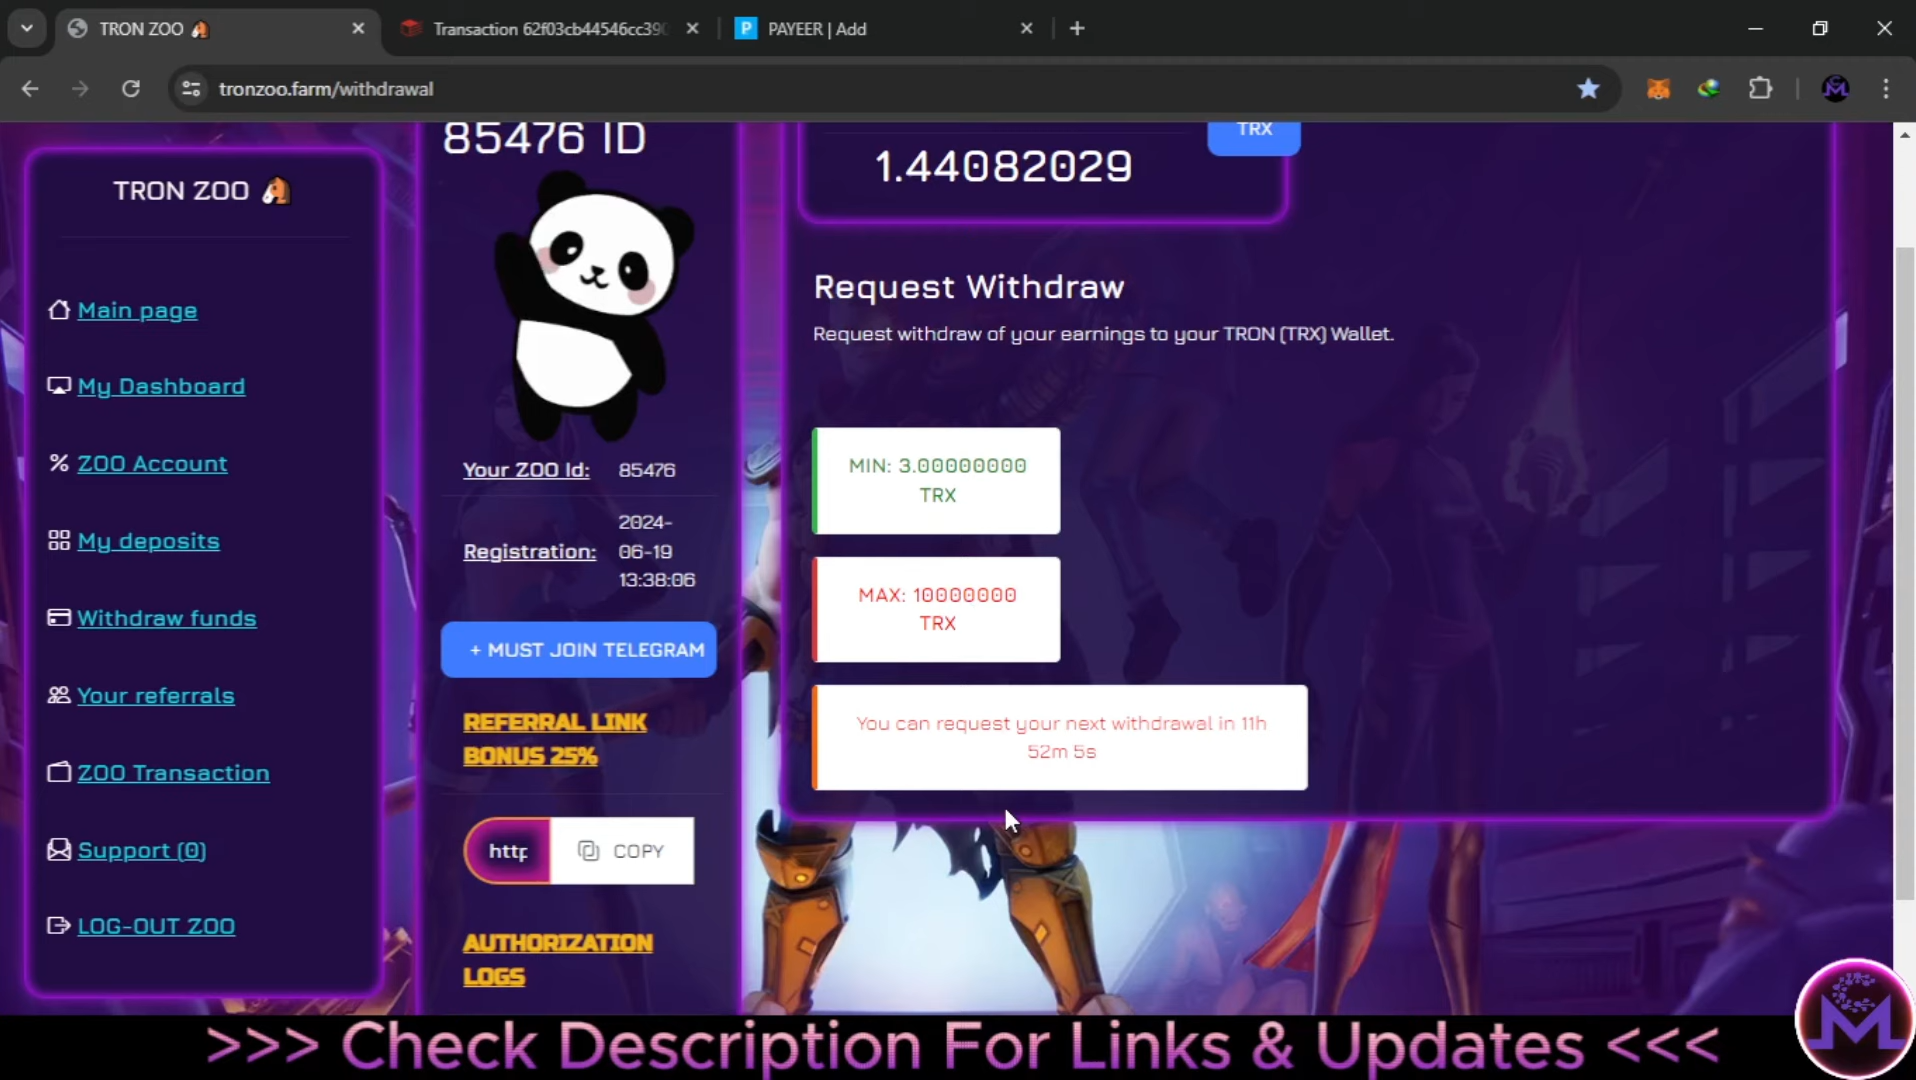 TRON ZOO
Transaction 62f03cb44546cc390
PAYEER | Add
tronzoo.farm/withdrawal
TRON ZOO
Main page
My Dashboard
ZOO Account
My deposits
Withdraw funds
Your referrals
ZOO Transaction
Support (0)
LOG-OUT ZOO
85476 ID
Your ZOO Id: 85476
Registration: 2024-
06-19
13:38:06
+ MUST JOIN TELEGRAM
REFERRAL LINK
BONUS 25%
http
COPY
AUTHORIZATION
LOGS
TRX
1.44082029
Request Withdraw
Request withdraw of your earnings to your TRON (TRX) Wallet.
MIN: 3.00000000
TRX
MAX: 10000000
TRX
You can request your next withdrawal in 11h
52m 5s
>>> Check Description For Links & Updates <<<